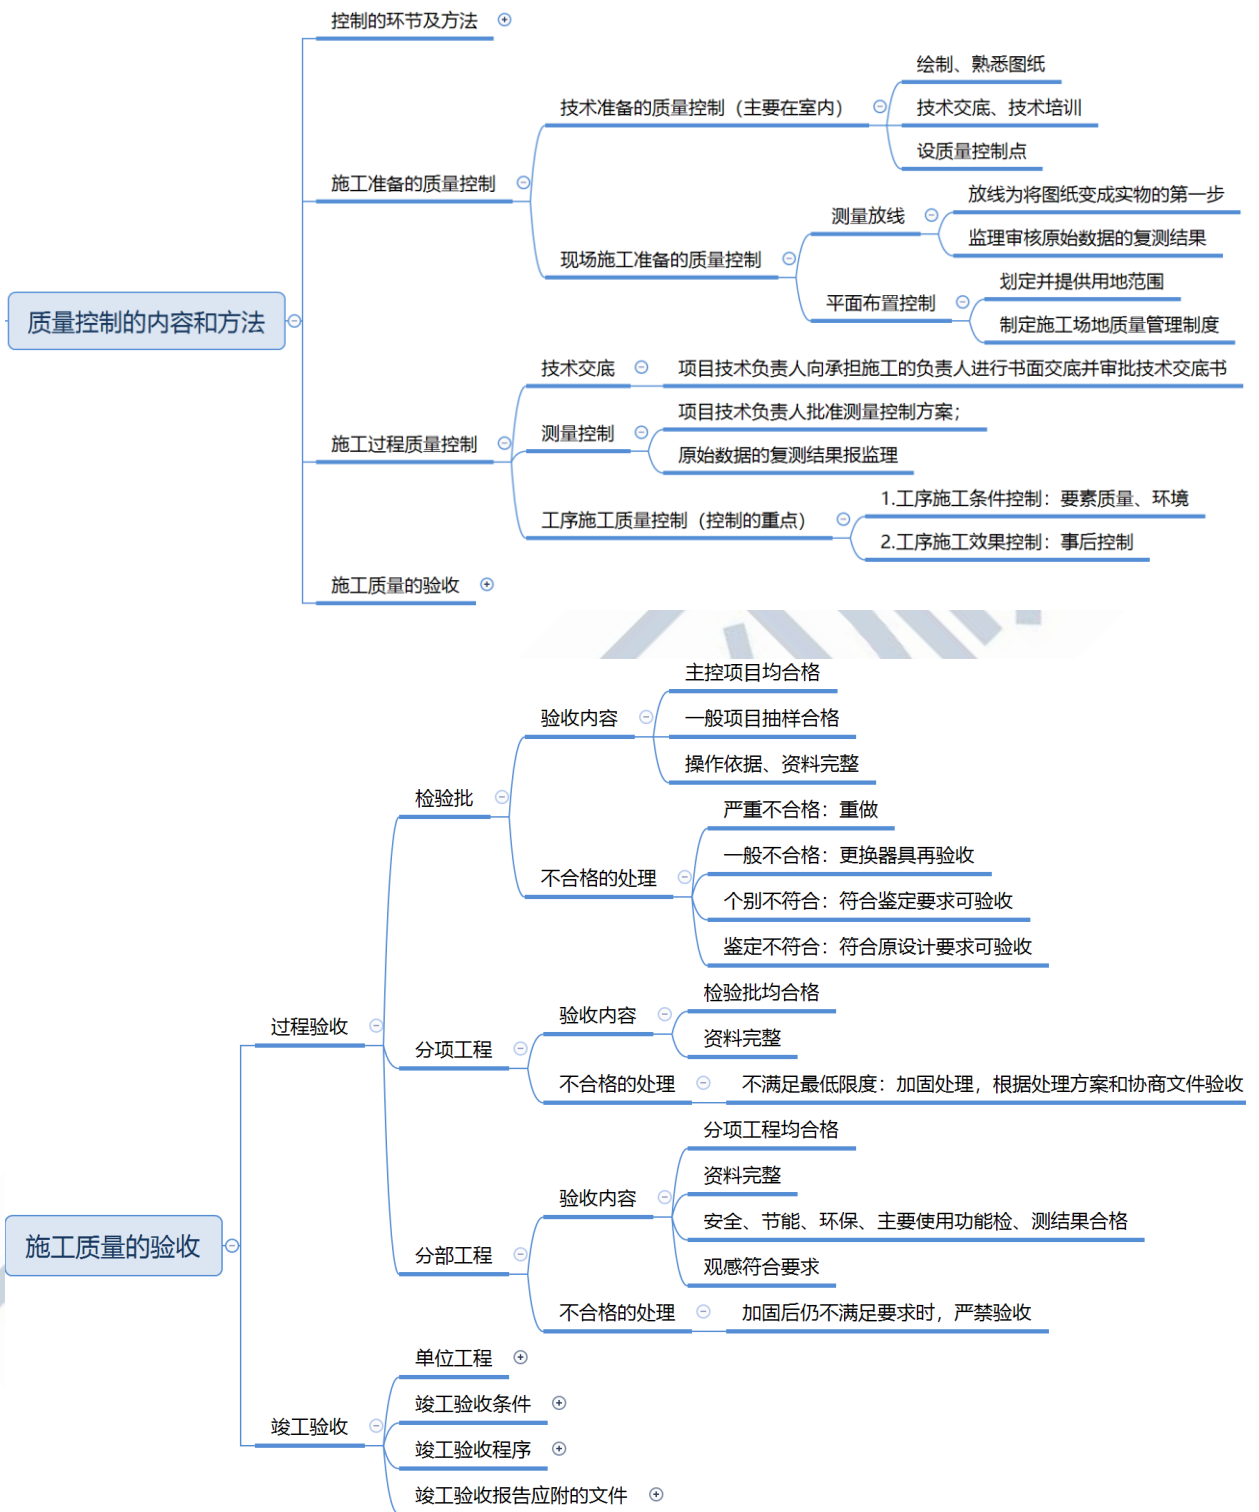 控制的环节及方法
绘制、熟悉图纸
技术准备的质量控制（主要在室内）
技术交底、技术培训
设质量控制点
施工准备的质量控制
放线为将图纸变成实物的第一步
测量放线
监理审核原始数据的复测结果
现场施工准备的质量控制
划定并提供用地范围
平面布置控制
制定施工场地质量管理制度
质量控制的内容和方法
技术交底
项目技术负责人向承担施工的负责人进行书面交底并审批技术交底书
项目技术负责人批准测量控制方案；
测量控制
施工过程质量控制
原始数据的复测结果报监理
1.工序施工条件控制：要素质量、环境
工序施工质量控制（控制的重点）
2.工序施工效果控制：事后控制
施工质量的验收
主控项目均合格
验收内容
一般项目抽样合格
操作依据、资料完整
检验批
严重不合格：重做
一般不合格：更换器具再验收
不合格的处理
个别不符合：符合鉴定要求可验收
鉴定不符合：符合原设计要求可验收
检验批均合格
验收内容
过程验收
资料完整
分项工程
不合格的处理
不满足最低限度：加固处理，根据处理方案和协商文件验收
分项工程均合格
资料完整
验收内容
安全、节能、环保、主要使用功能检、测结果合格
施工质量的验收
分部工程
观感符合要求
不合格的处理
加固后仍不满足要求时，严禁验收
单位工程
竣工验收条件
竣工验收
竣工验收程序
竣工验收报告应附的文件